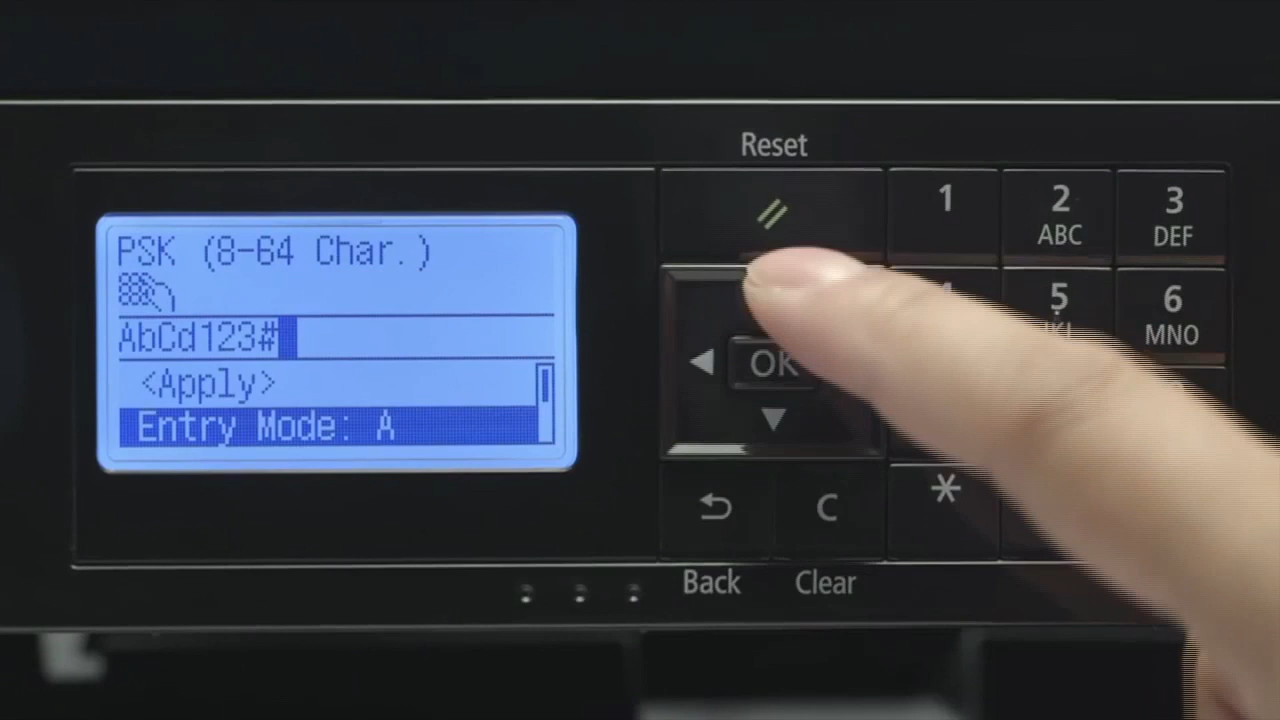 PSK (8-64 Char.)
AbCd123#
<Apply>
Entry Mode: A
Reset
1
2
ABC
3
DEF
5
6
MNO
OK
*
C
Back
Clear